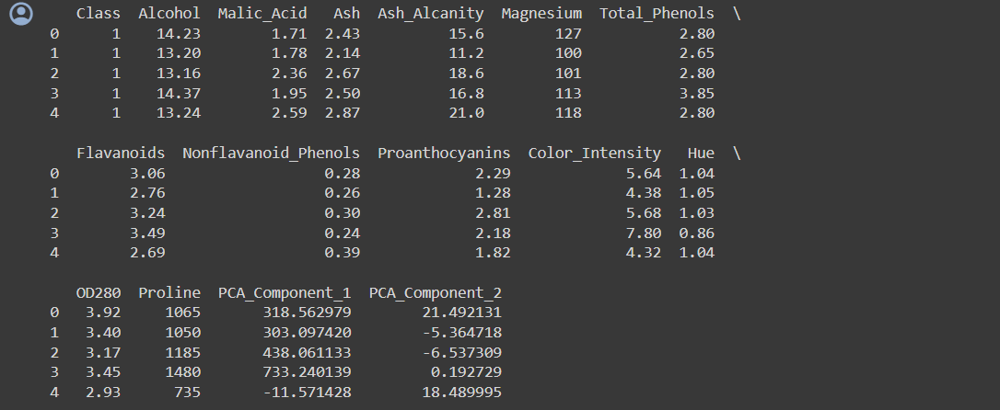 Class Alcohol Malic_Acid Ash Ash_Alcanity Magnesium Total_Phenols \
0 1 14.23 1.71 2.43 15.6 127 2.80
1 1 13.20 1.78 2.14 11.2 100 2.65
2 1 13.16 2.36 2.67 18.6 101 2.80
3 1 14.37 1.95 2.50 16.8 113 3.85
4 1 13.24 2.59 2.87 21.0 118 2.80
Flavanoids Nonflavanoid_Phenols Proanthocyanins Color_Intensity Hue \
0 3.06 0.28 2.29 5.64 1.04
1 2.76 0.26 1.28 4.38 1.05
2 3.24 0.30 2.81 5.68 1.03
3 3.49 0.24 2.18 7.80 0.86
4 2.69 0.39 1.82 4.32 1.04
OD280 Proline PCA_Component_1 PCA_Component_2
0 3.92 1065 318.562979 21.492131
1 3.40 1050 303.097420 -5.364718
2 3.17 1185 438.061133 -6.537309
3 3.45 1480 733.240139 0.192729
4 2.93 735 -11.571428 18.489995